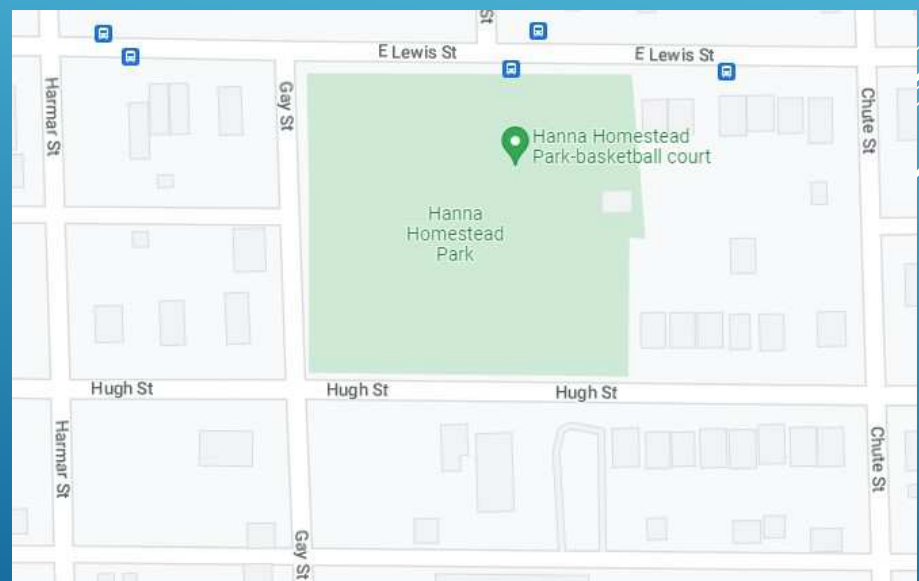 St
E Lewis St
E Lewis St
Harmar St
Gay St
Chute St
Hanna Homestead
Park-basketball court
Hanna
Homestead
Park
Hugh St
Hugh St
Hugh St
Harmar St
Chute St
Gay St